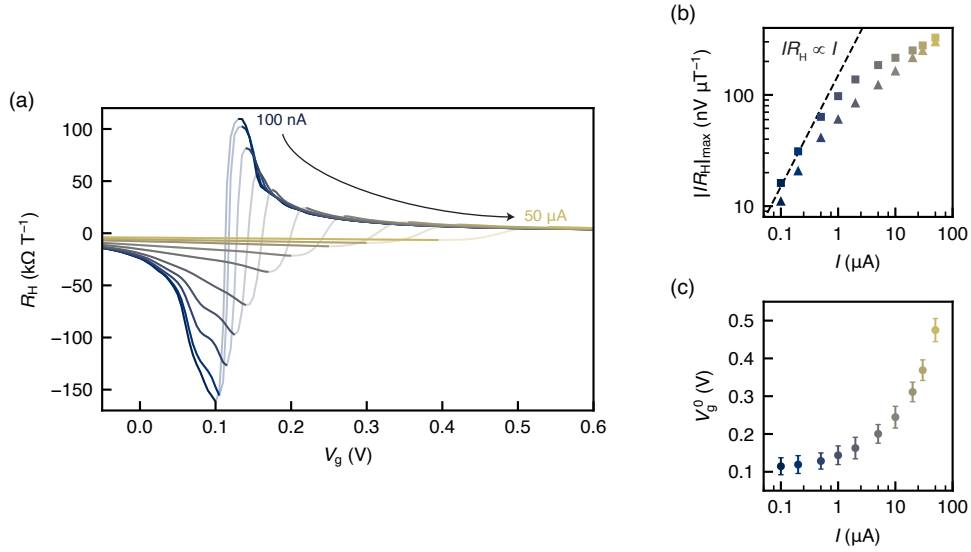 (a)
100 nA
50 μA
100
50
0
−50
−100
−150
R_H (kΩ T⁻¹)
0.0 0.1 0.2 0.3 0.4 0.5 0.6
V_g (V)
(b)
IR_H ∝ I
100
10
|IR_H|_max (nV μT⁻¹)
0.1 1 10 100
I (μA)
(c)
0.5
0.4
0.3
0.2
0.1
V_g⁰ (V)
0.1 1 10 100
I (μA)